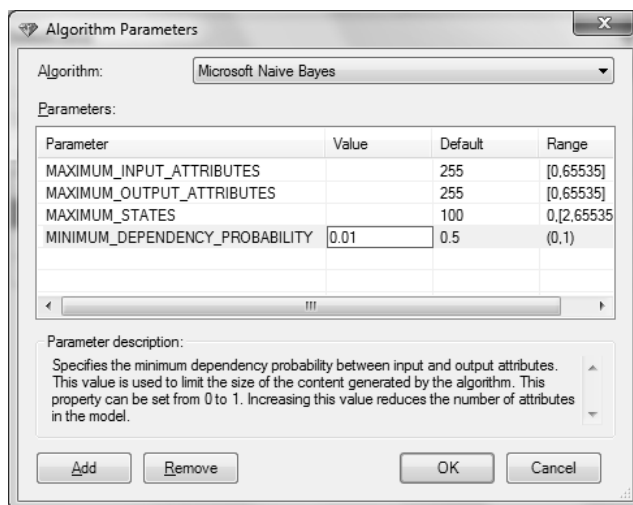 Algorithm Parameters
Algorithm: Microsoft Naive Bayes
Parameters:
Parameter Value Default Range
MAXIMUM_INPUT_ATTRIBUTES 255 [0,65535]
MAXIMUM_OUTPUT_ATTRIBUTES 255 [0,65535]
MAXIMUM_STATES 100 0,[2,65535
MINIMUM_DEPENDENCY_PROBABILITY 0.01 0.5 (0,1)
Parameter description:
Specifies the minimum dependency probability between input and output attributes.
This value is used to limit the size of the content generated by the algorithm. This
property can be set from 0 to 1. Increasing this value reduces the number of attributes
in the model.
Add Remove OK Cancel